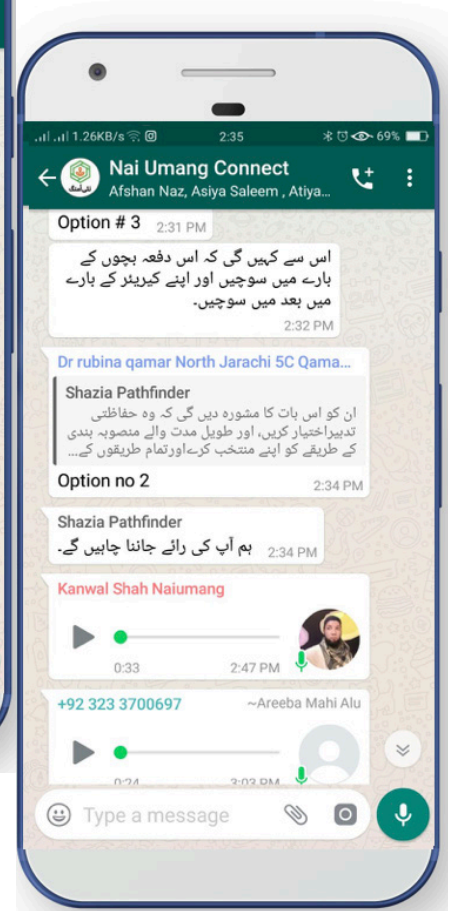 1.26KB/s 2:35 69%
Nai Umang Connect
Afshan Naz, Asiya Saleem , Atiya...
Option # 3 2:31 PM
اس سے کہیں گی کہ اس دفعہ بچوں کے
بارے میں سوچیں اور اپنے کیریئر کے بارے
میں بعد میں سوچیں۔
2:32 PM
Dr rubina qamar North Jarachi 5C Qama...
Shazia Pathfinder
ان کو اس بات کا مشورہ دیں گی کہ وہ حفاظتی
تدبیراختیار کریں، اور طویل مدت والے منصوبہ بندی
کے طریقے کو اپنے منتخب کرےاورتمام طریقوں کے...
Option no 2 2:34 PM
Shazia Pathfinder
ہم آپ کی رائے جاننا چاہیں گے۔ 2:34 PM
Kanwal Shah Naiumang
0:33 2:47 PM
+92 323 3700697 ~Areeba Mahi Alu
0:24 3:03 PM
Type a message